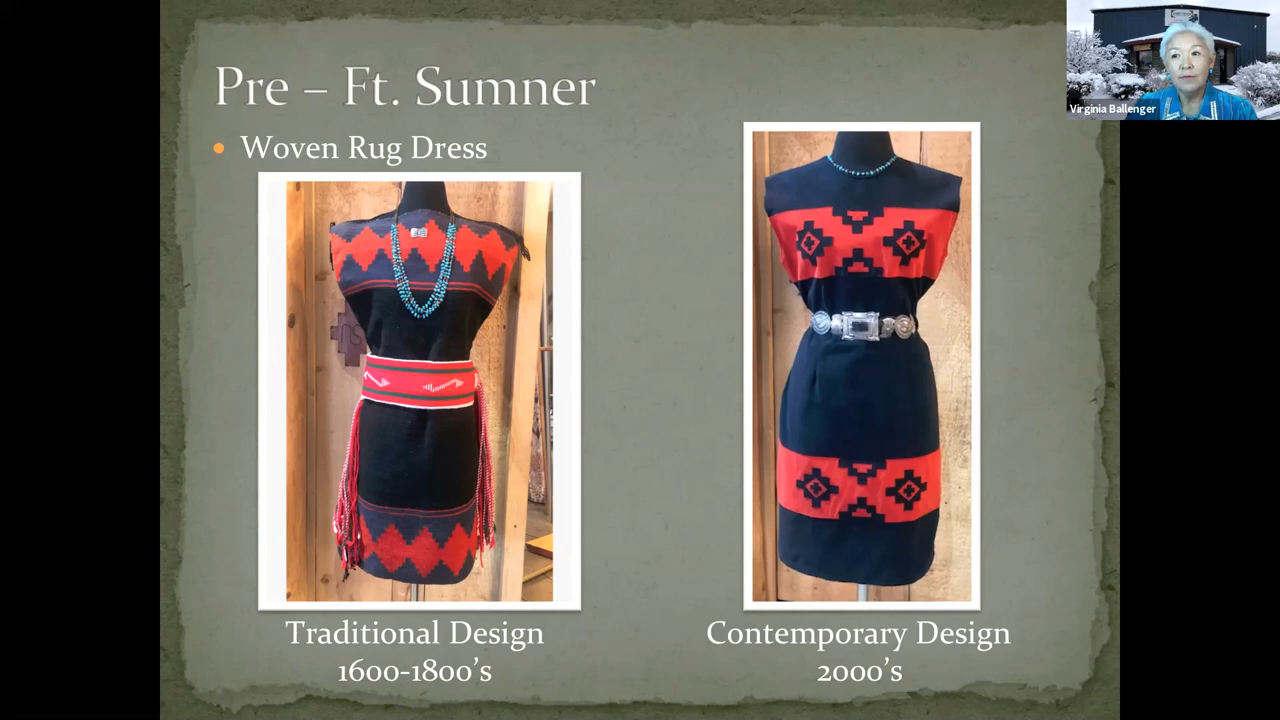 Pre – Ft. Sumner
Woven Rug Dress
Traditional Design
1600-1800’s
Contemporary Design
2000’s
Virginia Ballenger